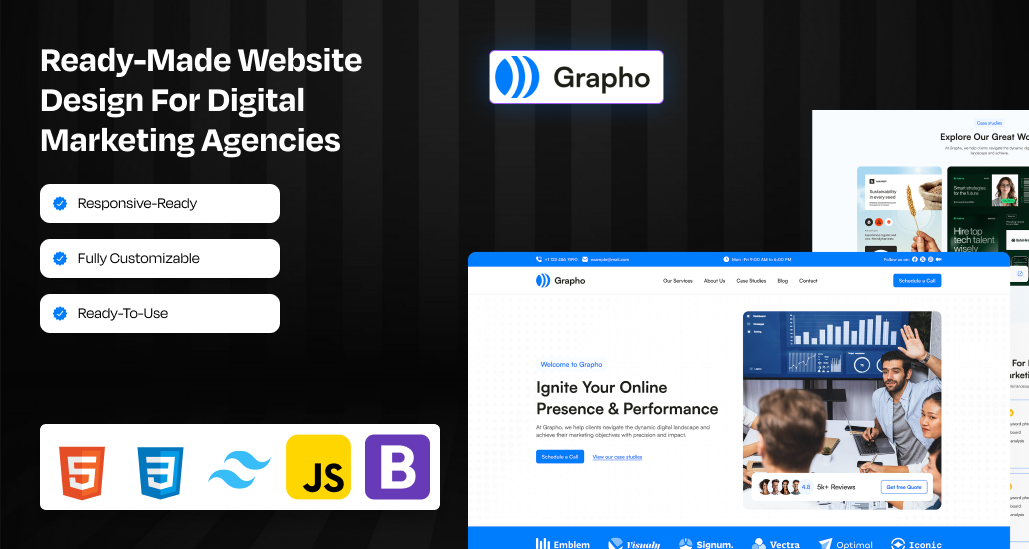 Ready-Made Website
Design For Digital
Marketing Agencies
Responsive-Ready
Fully Customizable
Ready-To-Use
5
3
JS
B
Grapho
Case studies
Explore Our Great Wo
At Grapho, we help clients navigate the dynamic dig
landscape and achieve.
Sustainability
in every seed
Smart strategies
for the future
Hire top
tech talent
wisely
+1 123 456 7890
example@mail.com
Mon - Fri 9:00 AM to 6:00 PM
Follow us on:
Grapho
Our Services
About Us
Case Studies
Blog
Contact
Schedule a Call
Welcome to Grapho
Ignite Your Online
Presence & Performance
At Grapho, we help clients navigate the dynamic digital landscape and
achieve their marketing objectives with precision and impact.
Schedule a Call
View our case studies
4.8
5k+ Reviews
Get free Quote
Emblem
Visualy
Signum.
Vectra
Optimal
Iconic
For
board
analysis
board
analysis